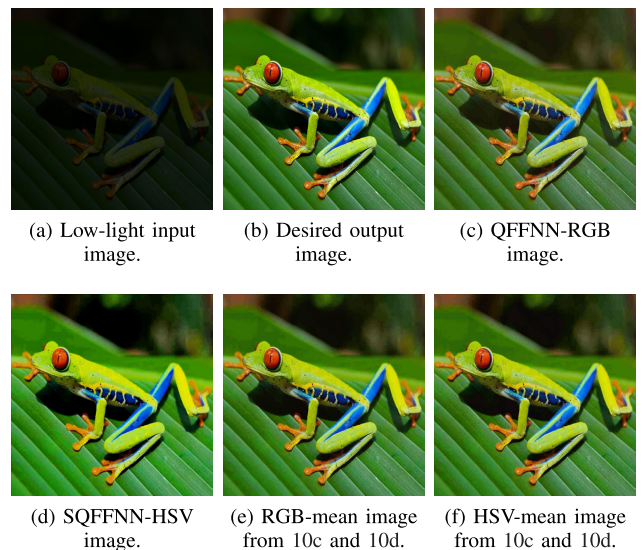 (a) Low-light input
image.
(b) Desired output
image.
(c) QFFNN-RGB
image.
(d) SQFFNN-HSV
image.
(e) RGB-mean image
from 10c and 10d.
(f) HSV-mean image
from 10c and 10d.